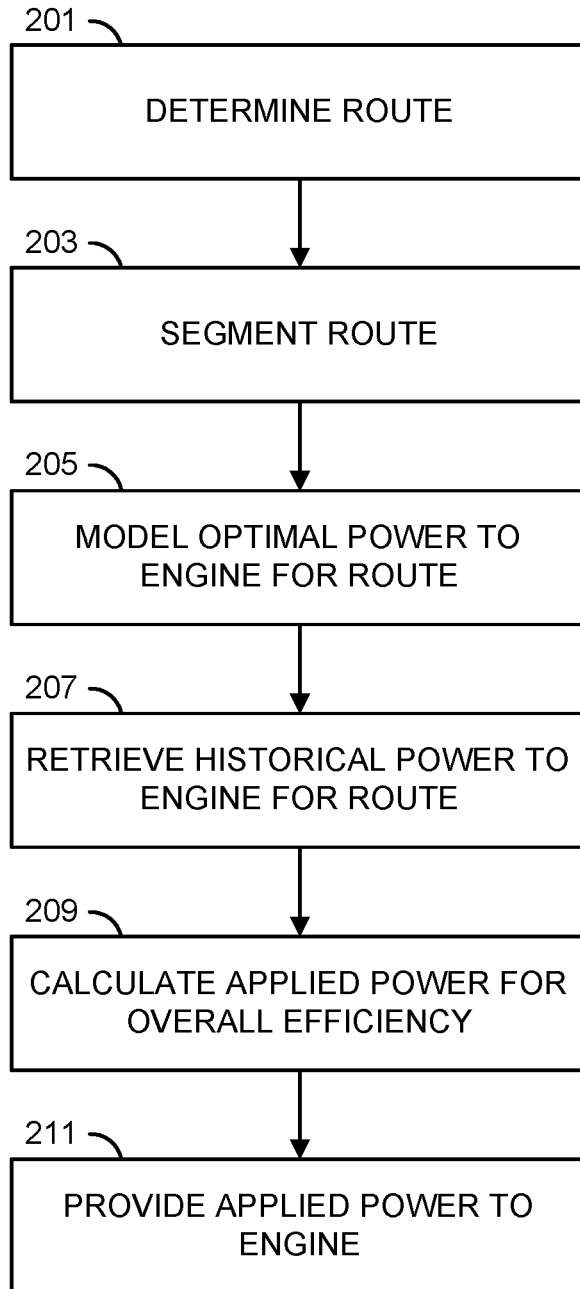 201
DETERMINE ROUTE
203
SEGMENT ROUTE
205
MODEL OPTIMAL POWER TO
ENGINE FOR ROUTE
207
RETRIEVE HISTORICAL POWER TO
ENGINE FOR ROUTE
209
CALCULATE APPLIED POWER FOR
OVERALL EFFICIENCY
211
PROVIDE APPLIED POWER TO
ENGINE